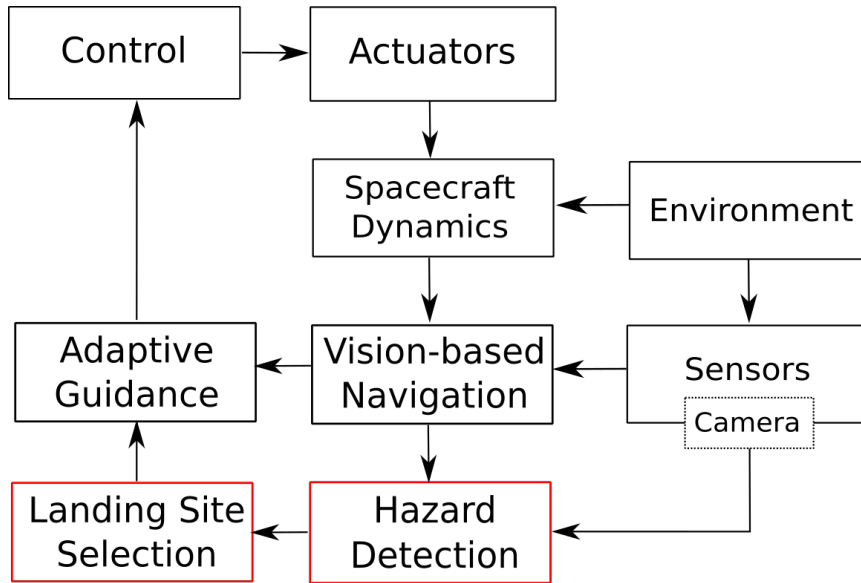 Control
Actuators
Spacecraft
Dynamics
Environment
Adaptive
Guidance
Vision-based
Navigation
Sensors
Camera
Landing Site
Selection
Hazard
Detection